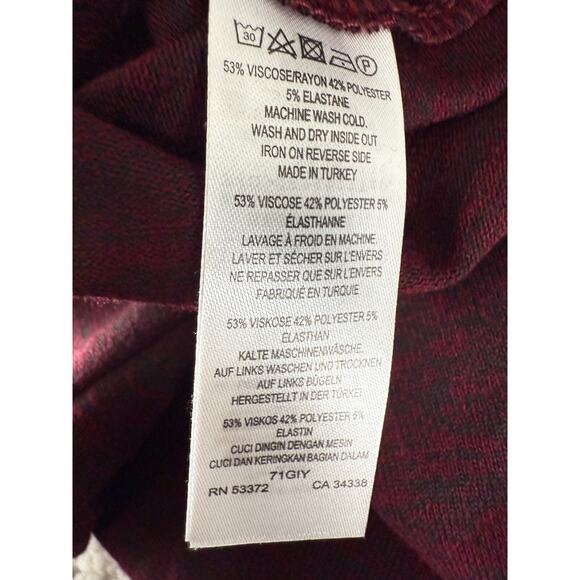 30 P
53% VISCOSE/RAYON 42% POLYESTER
5% ELASTANE
MACHINE WASH COLD.
WASH AND DRY INSIDE OUT
IRON ON REVERSE SIDE
MADE IN TURKEY
53% VISCOSE 42% POLYESTER 5%
ÉLASTHANNE
LAVAGE À FROID EN MACHINE.
LAVER ET SÉCHER SUR L'ENVERS
NE REPASSER QUE SUR L'ENVERS
FABRIQUÉ EN TURQUIE
53% VISKOSE 42% POLYESTER 5%
ELASTHAN
KALTE MASCHINENWÄSCHE.
AUF LINKS WASCHEN UND TROCKNEN
AUF LINKS BÜGELN
HERGESTELLT IN DER TÜRKEI
53% VISKOS 42% POLYESTER 5%
ELASTIN
CUCI DINGIN DENGAN MESIN
CUCI DAN KERINGKAN BAGIAN DALAM
71GIY
RN 53372 CA 34338